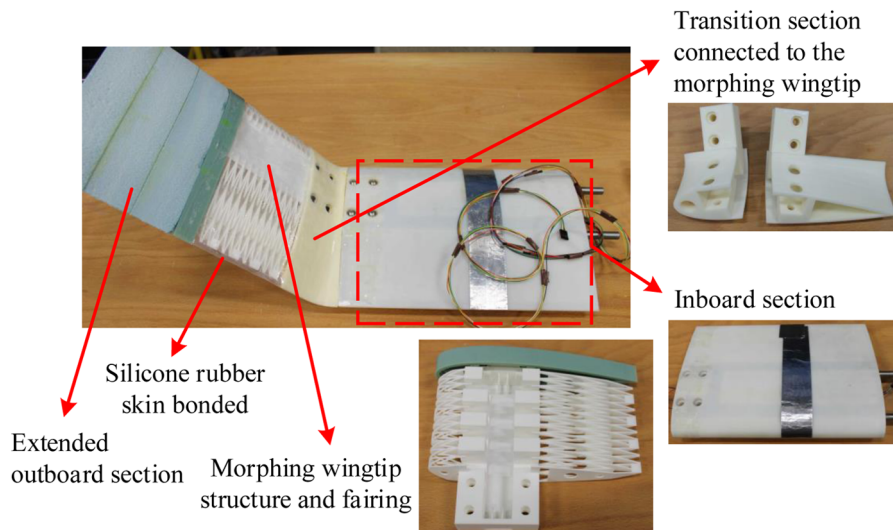 Transition section
connected to the
morphing wingtip
Inboard section
Silicone rubber
skin bonded
Extended
outboard section
Morphing wingtip
structure and fairing